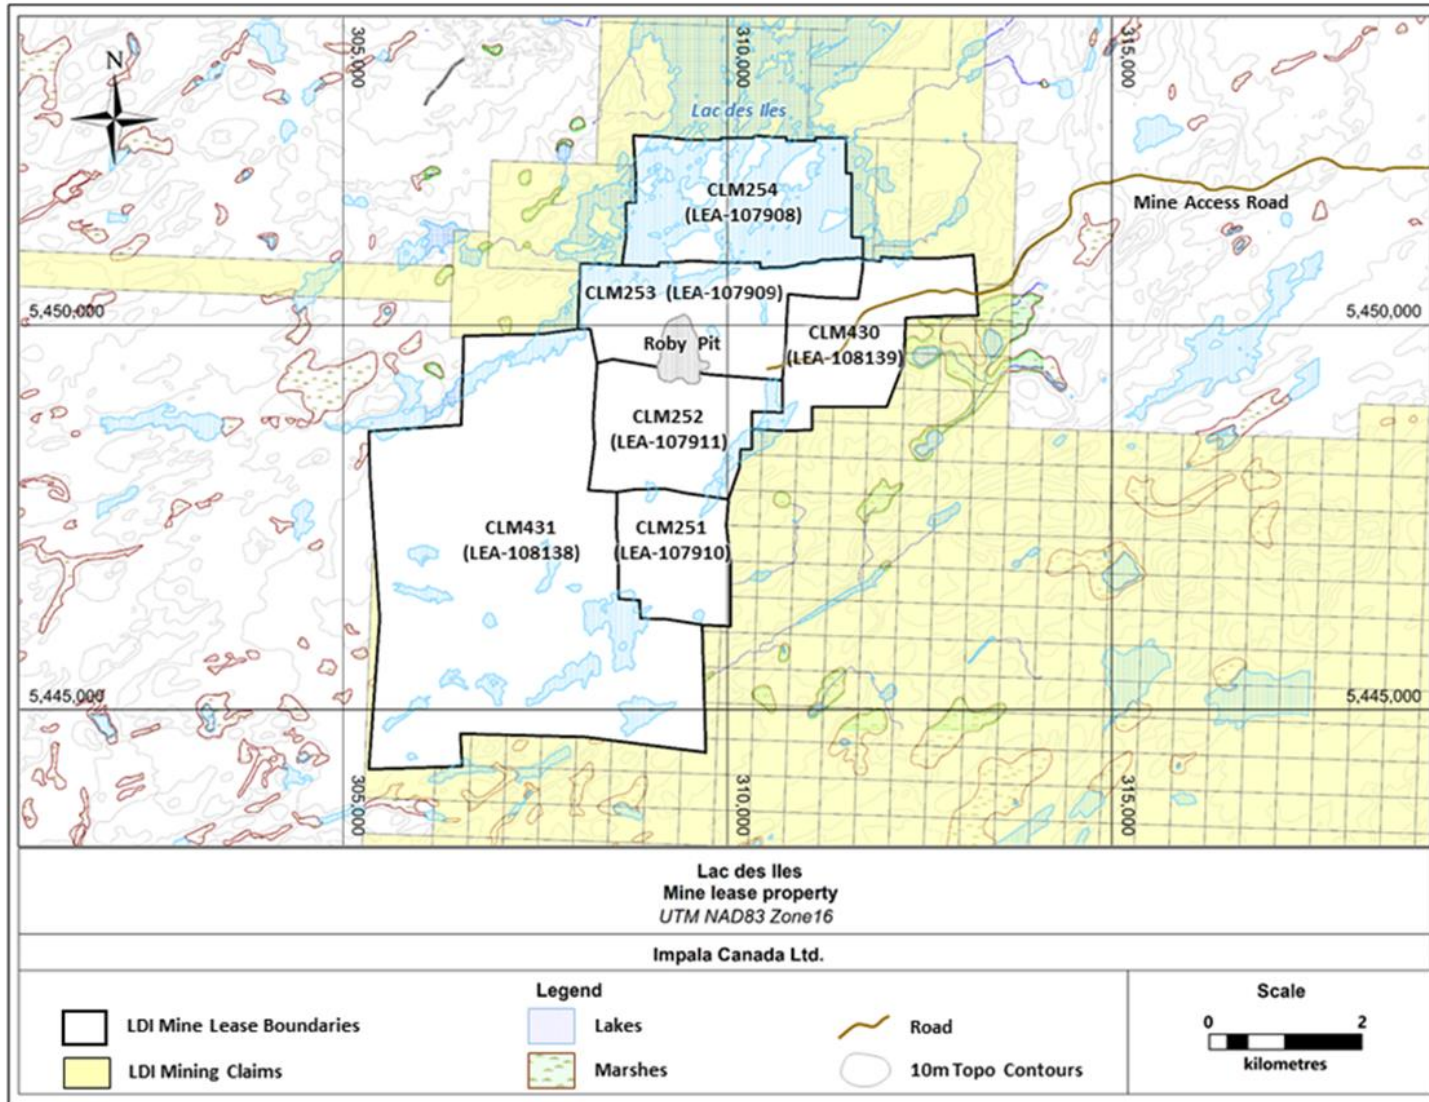 N
305,000
310,000
315,000
Lac des Iles
CLM254
(LEA-107908)
Mine Access Road
CLM253 (LEA-107909)
5,450,000
5,450,000
Roby Pit
CLM430
(LEA-108139)
CLM252
(LEA-107911)
CLM431
(LEA-108138)
CLM251
(LEA-107910)
5,445,000
5,445,000
305,000
310,000
315,000
Lac des Iles
Mine lease property
UTM NAD83 Zone16
Impala Canada Ltd.
Legend
LDI Mine Lease Boundaries
Lakes
Road
LDI Mining Claims
Marshes
10m Topo Contours
Scale
0 2
kilometres